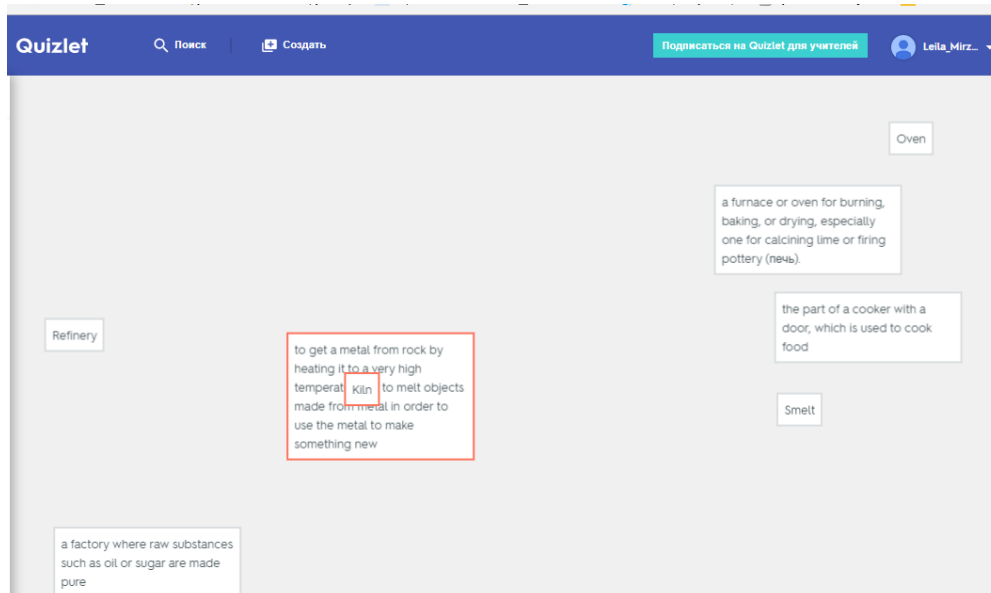 Quizlet
Поиск
Создать
Подписаться на Quizlet для учителей
Leila_Mirz...
Oven
a furnace or oven for burning,
baking, or drying, especially
one for calcining lime or firing
pottery (печь).
the part of a cooker with a
door, which is used to cook
food
Refinery
to get a metal from rock by
heating it to a very high
temperat Kiln to melt objects
made from metal in order to
use the metal to make
something new
Smelt
a factory where raw substances
such as oil or sugar are made
pure